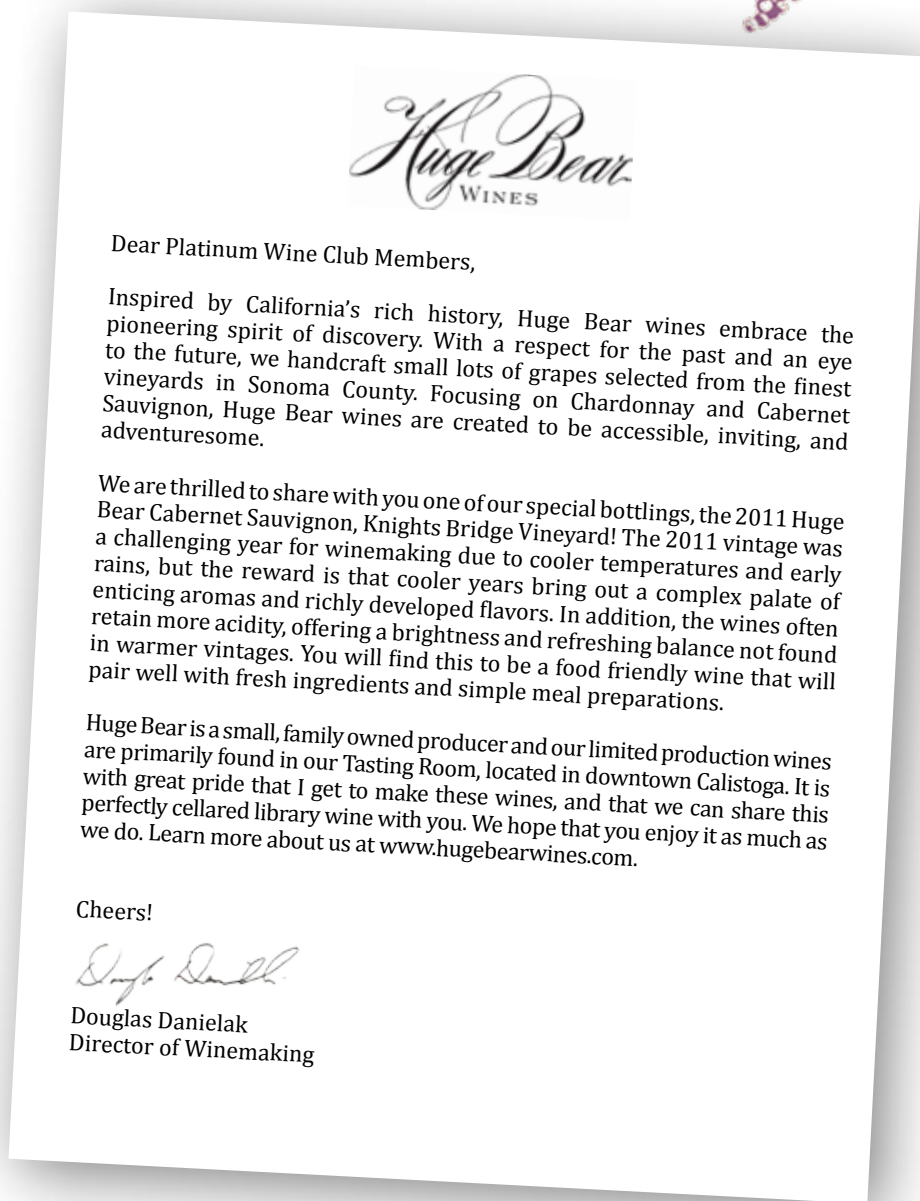 Huge Bear
WINES
Dear Platinum Wine Club Members,
Inspired by California's rich history, Huge Bear wines embrace the
pioneering spirit of discovery. With a respect for the past and an eye
to the future, we handcraft small lots of grapes selected from the finest
vineyards in Sonoma County. Focusing on Chardonnay and Cabernet
Sauvignon, Huge Bear wines are created to be accessible, inviting, and
adventuresome.
We are thrilled to share with you one of our special bottlings, the 2011 Huge
Bear Cabernet Sauvignon, Knights Bridge Vineyard! The 2011 vintage was
a challenging year for winemaking due to cooler temperatures and early
rains, but the reward is that cooler years bring out a complex palate of
enticing aromas and richly developed flavors. In addition, the wines often
retain more acidity, offering a brightness and refreshing balance not found
in warmer vintages. You will find this to be a food friendly wine that will
pair well with fresh ingredients and simple meal preparations.
Huge Bear is a small, family owned producer and our limited production wines
are primarily found in our Tasting Room, located in downtown Calistoga. It is
with great pride that I get to make these wines, and that we can share this
perfectly cellared library wine with you. We hope that you enjoy it as much as
we do. Learn more about us at www.hugebearwines.com.
Cheers!
Douglas Danielak
Director of Winemaking